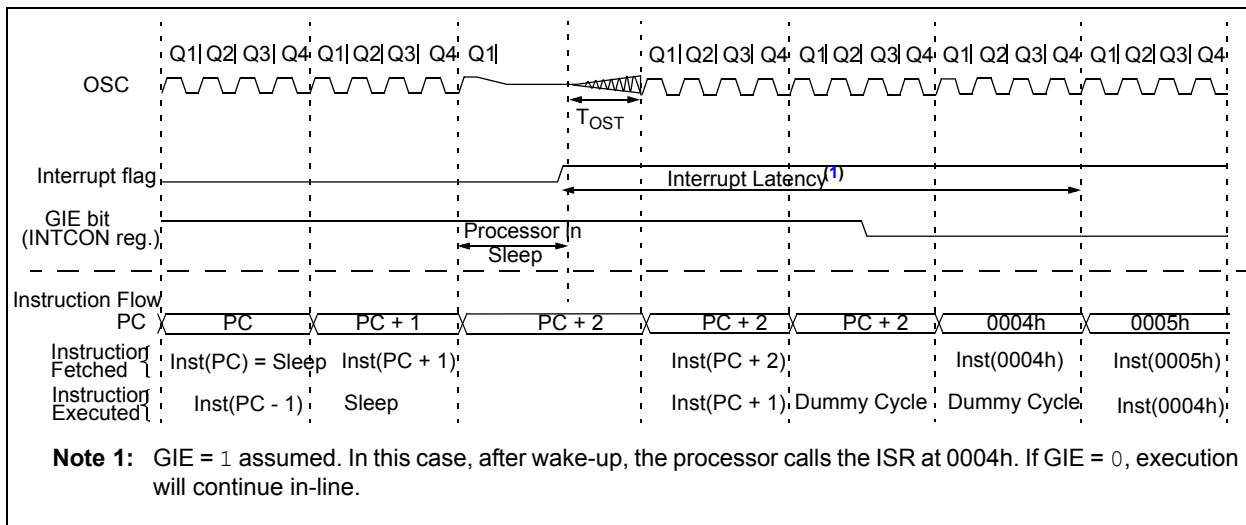 Q1| Q2| Q3| Q4 Q1| Q2| Q3| Q4 Q1| Q1| Q2| Q3| Q4 Q1| Q2| Q3| Q4 Q1| Q2| Q3| Q4 Q1| Q2| Q3| Q4
OSC
TOST
Interrupt flag
Interrupt Latency(1)
GIE bit
(INTCON reg.)
Processor in
Sleep
Instruction Flow
PC PC PC + 1 PC + 2 PC + 2 PC + 2 0004h 0005h
Instruction
Fetched
Inst(PC) = Sleep Inst(PC + 1) Inst(PC + 2) Inst(0004h) Inst(0005h)
Instruction
Executed
Inst(PC - 1) Sleep Inst(PC + 1) Dummy Cycle Dummy Cycle Inst(0004h)
Note 1: GIE = 1 assumed. In this case, after wake-up, the processor calls the ISR at 0004h. If GIE = 0, execution
will continue in-line.